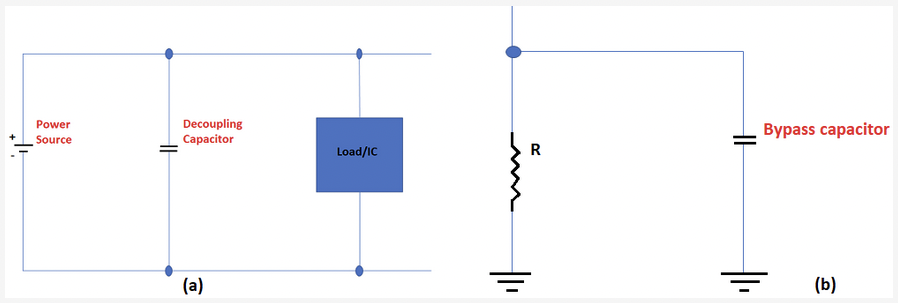 +
-
Power
Source
Decoupling
Capacitor
Load/IC
(a)
R
Bypass capacitor
(b)